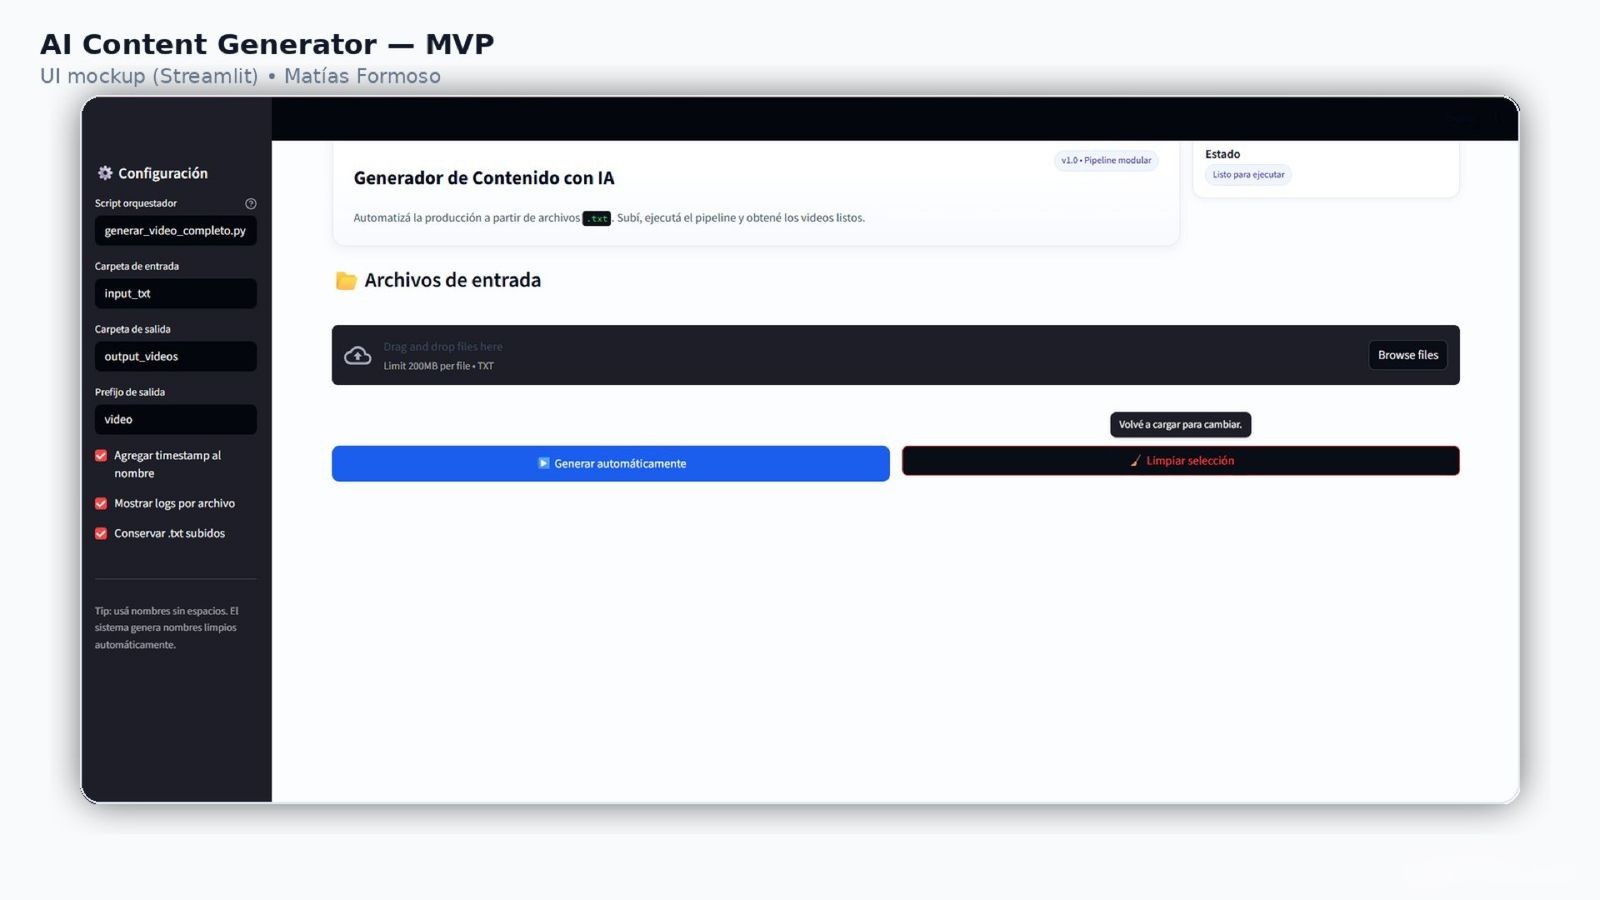 AI Content Generator — MVP
UI mockup (Streamlit) • Matías Formoso
Configuración
Script orquestador
generar_video_completo.py
Carpeta de entrada
input_txt
Carpeta de salida
output_videos
Prefijo de salida
video
Agregar timestamp al
nombre
Mostrar logs por archivo
Conservar .txt subidos
Tip: usá nombres sin espacios. El
sistema genera nombres limpios
automáticamente.
v1.0 • Pipeline modular
Generador de Contenido con IA
Automatizá la producción a partir de archivos .txt. Subí, ejecutá el pipeline y obtené los videos listos.
Estado
Listo para ejecutar
Archivos de entrada
Drag and drop files here
Limit 200MB per file • TXT
Browse files
Volvé a cargar para cambiar.
Generar automáticamente
Limpiar selección